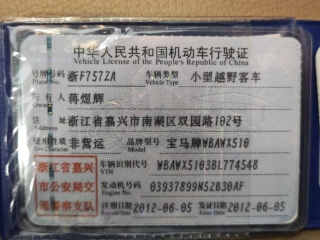 中华人民共和国机动车行驶证
Vehicle License of the People's Republic of China
号牌号码 浙F757ZA 车辆类型 小型越野客车
Vehicle Type
所有人 蒋煜辉
Owner
住址 浙江省嘉兴市南湖区双园路102号
Address
使用性质 非营运 品牌型号 宝马牌WBAWX510
Model
浙江省嘉兴
市公安局交
通警察支队
车辆识别代号 WBAWX5103BL774548
VIN
发动机号码 03937899N52B30AF
Engine No.
注册日期 2012-06-05 发证日期 2012-06-05
Register Date Issue Date